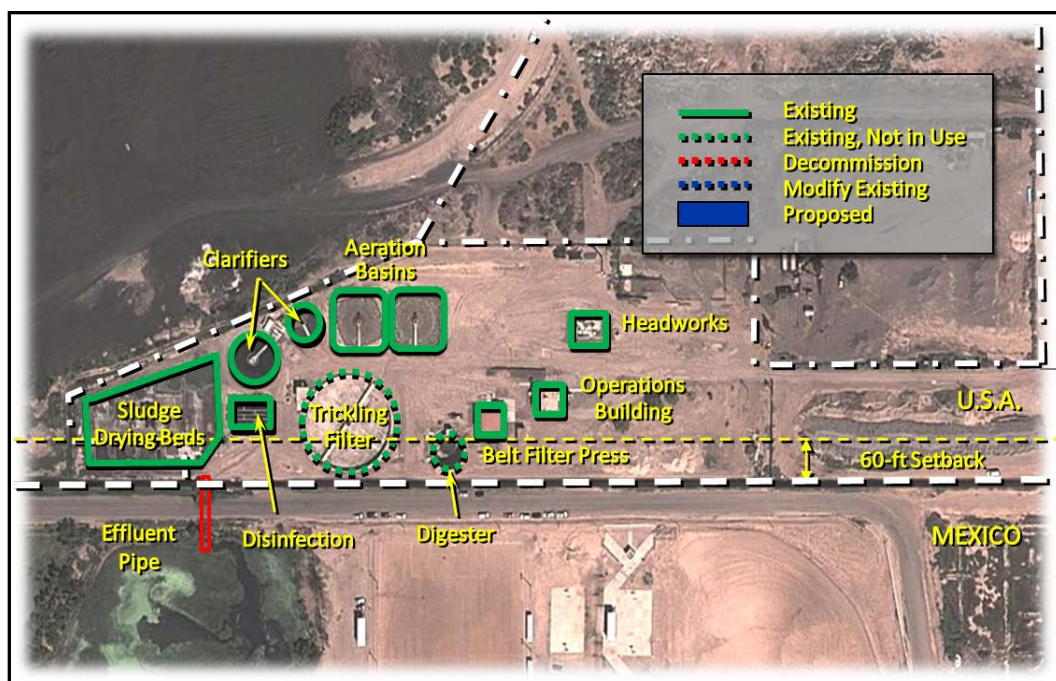 Existing
Existing, Not in Use
Decommission
Modify Existing
Proposed
Clarifiers
Aeration
Basins
Headworks
Operations
Building
U.S.A.
Sludge
Drying Beds
Trickling
Filter
Belt Filter Press
60-ft Setback
Effluent
Pipe
Disinfection
Digester
MEXICO